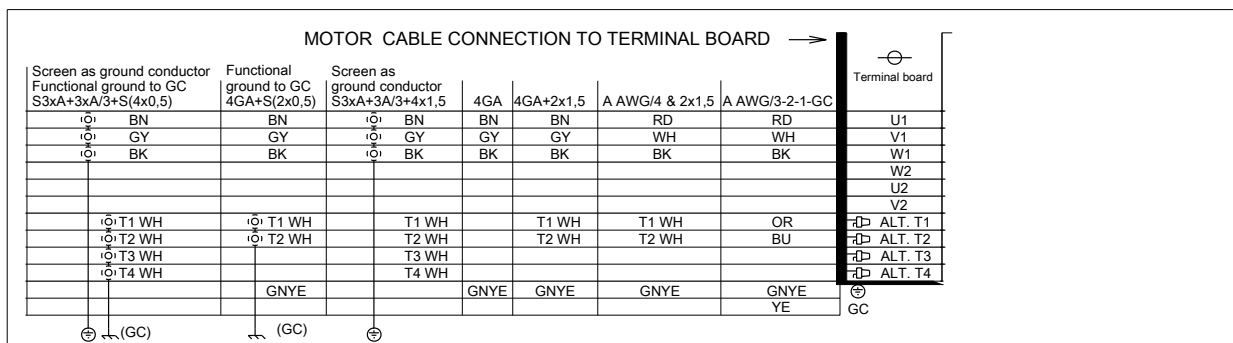 MOTOR CABLE CONNECTION TO TERMINAL BOARD
Terminal board
Screen as ground conductor
Functional ground to GC
S3xA+3xA/3+S(4x0,5)
Functional
ground to GC
4GA+S(2x0,5)
Screen as
ground conductor
S3xA+3A/3+4x1,5
4GA
4GA+2x1,5
A AWG/4 & 2x1,5
A AWG/3-2-1-GC
BN BN BN BN BN RD RD U1
GY GY GY GY GY WH WH V1
BK BK BK BK BK BK BK W1
W2
U2
V2
T1 WH T1 WH T1 WH T1 WH T1 WH OR ALT. T1
T2 WH T2 WH T2 WH T2 WH T2 WH BU ALT. T2
T3 WH T3 WH ALT. T3
T4 WH T4 WH ALT. T4
GNYE GNYE GNYE GNYE GNYE
YE GC
(GC) (GC)